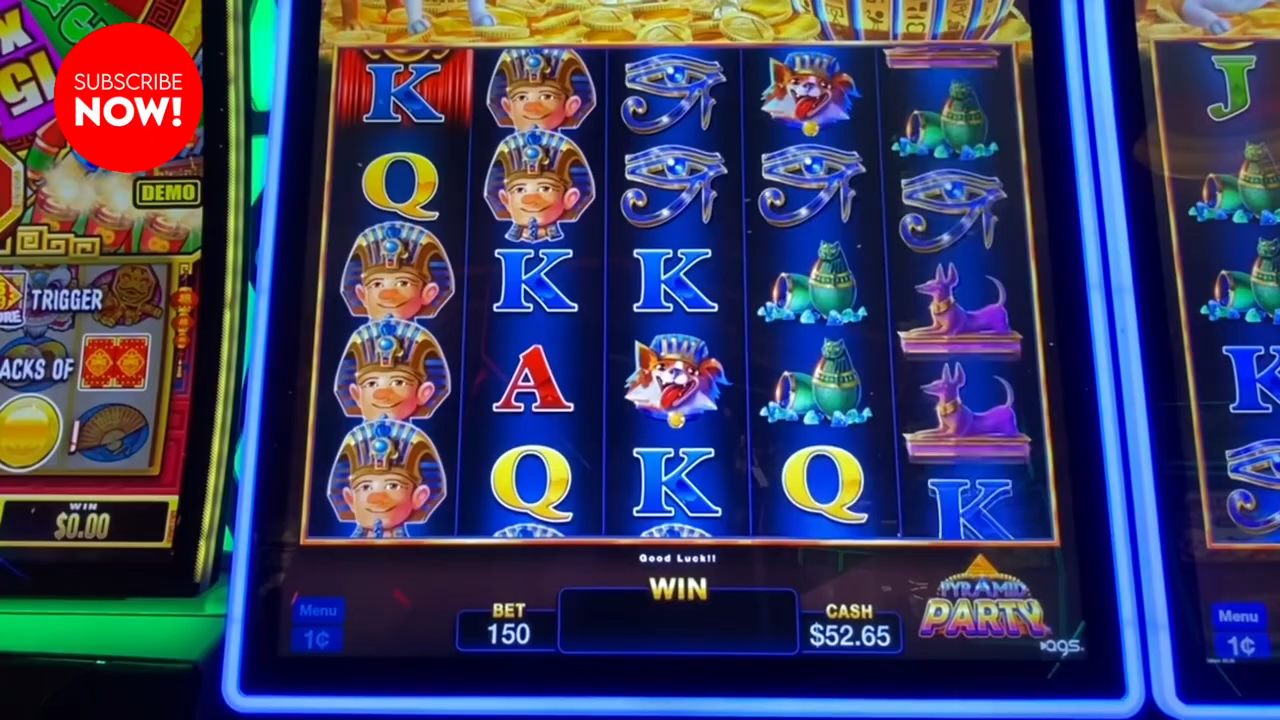 SUBSCRIBE
NOW!
DEMO
TRIGGER
ACKS OF
WIN
$0.00
K
Q
K
K
A
Q
K
Q
K
Good Luck!!
WIN
Menu
1¢
BET
150
CASH
$52.65
PYRAMID
PARTY
ags.
J
K
Menu
1¢